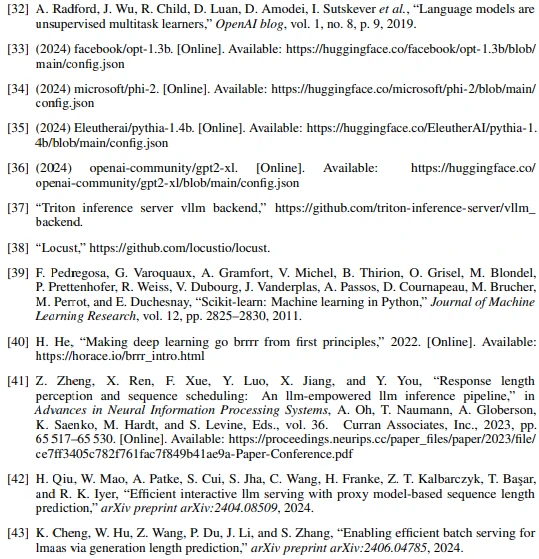 [32] A. Radford, J. Wu, R. Child, D. Luan, D. Amodei, I. Sutskever et al., “Language models are
unsupervised multitask learners,” OpenAI blog, vol. 1, no. 8, p. 9, 2019.
[33] (2024) facebook/opt-1.3b. [Online]. Available: https://huggingface.co/facebook/opt-1.3b/blob/
main/config.json
[34] (2024) microsoft/phi-2. [Online]. Available: https://huggingface.co/microsoft/phi-2/blob/main/
config.json
[35] (2024) Eleutherai/pythia-1.4b. [Online]. Available: https://huggingface.co/EleutherAI/pythia-1.
4b/blob/main/config.json
[36] (2024) openai-community/gpt2-xl. [Online]. Available: https://huggingface.co/
openai-community/gpt2-xl/blob/main/config.json
[37] “Triton inference server vllm backend,” https://github.com/triton-inference-server/vllm_
backend.
[38] “Locust,” https://github.com/locustio/locust.
[39] F. Pedregosa, G. Varoquaux, A. Gramfort, V. Michel, B. Thirion, O. Grisel, M. Blondel,
P. Prettenhofer, R. Weiss, V. Dubourg, J. Vanderplas, A. Passos, D. Cournapeau, M. Brucher,
M. Perrot, and E. Duchesnay, “Scikit-learn: Machine learning in Python,” Journal of Machine
Learning Research, vol. 12, pp. 2825–2830, 2011.
[40] H. He, “Making deep learning go brrrr from first principles,” 2022. [Online]. Available:
https://horace.io/brrr_intro.html
[41] Z. Zheng, X. Ren, F. Xue, Y. Luo, X. Jiang, and Y. You, “Response length
perception and sequence scheduling: An llm-empowered llm inference pipeline,” in
Advances in Neural Information Processing Systems, A. Oh, T. Naumann, A. Globerson,
K. Saenko, M. Hardt, and S. Levine, Eds., vol. 36. Curran Associates, Inc., 2023, pp.
65 517–65 530. [Online]. Available: https://proceedings.neurips.cc/paper_files/paper/2023/file/
ce7ff3405c782f761fac7f849b41ae9a-Paper-Conference.pdf
[42] H. Qiu, W. Mao, A. Patke, S. Cui, S. Jha, C. Wang, H. Franke, Z. T. Kalbarczyk, T. Başar,
and R. K. Iyer, “Efficient interactive llm serving with proxy model-based sequence length
prediction,” arXiv preprint arXiv:2404.08509, 2024.
[43] K. Cheng, W. Hu, Z. Wang, P. Du, J. Li, and S. Zhang, “Enabling efficient batch serving for
lmaas via generation length prediction,” arXiv preprint arXiv:2406.04785, 2024.